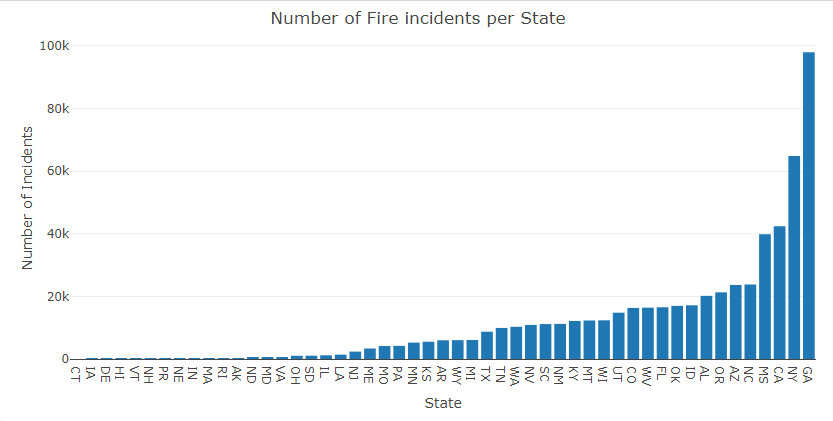 Number of Fire incidents per State
100k
80k
60k
40k
20k
0
Number of Incidents
CT IA DE HI VT NH PR NE IN MA RI AK ND MD VA OH SD IL LA NJ ME MO PA MN KS AR WY MI TX TN WA NV SC NM KY MT WI UT CO WV FL OK ID AL OR AZ NC MS CA NY GA
State